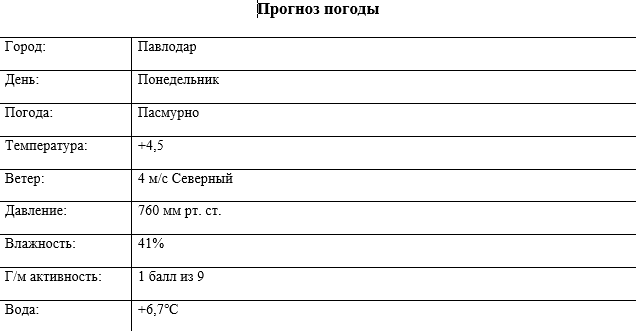 Прогноз погоды
Город: Павлодар
День: Понедельник
Погода: Пасмурно
Температура: +4,5
Ветер: 4 м/с Северный
Давление: 760 мм рт. ст.
Влажность: 41%
Г/м активность: 1 балл из 9
Вода: +6,7°C